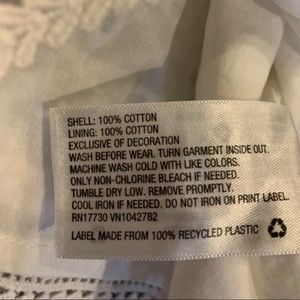 SHELL: 100% COTTON
LINING: 100% COTTON
EXCLUSIVE OF DECORATION
WASH BEFORE WEAR. TURN GARMENT INSIDE OUT.
MACHINE WASH COLD WITH LIKE COLORS.
ONLY NON-CHLORINE BLEACH IF NEEDED.
TUMBLE DRY LOW. REMOVE PROMPTLY.
COOL IRON IF NEEDED. DO NOT IRON ON PRINT LABEL.
RN17730 VN1042782
LABEL MADE FROM 100% RECYCLED PLASTIC